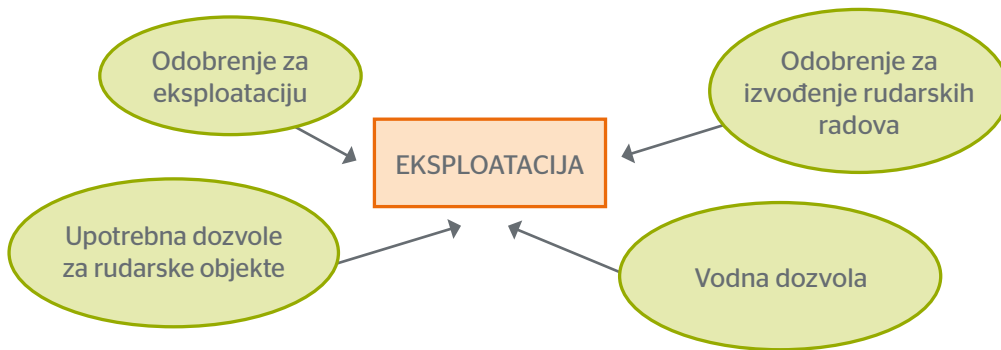 Odobrenje za
eksploataciju
Odobrenje za
izvođenje rudarskih
radova
EKSPLOATACIJA
Upotrebna dozvole
za rudarske objekte
Vodna dozvola